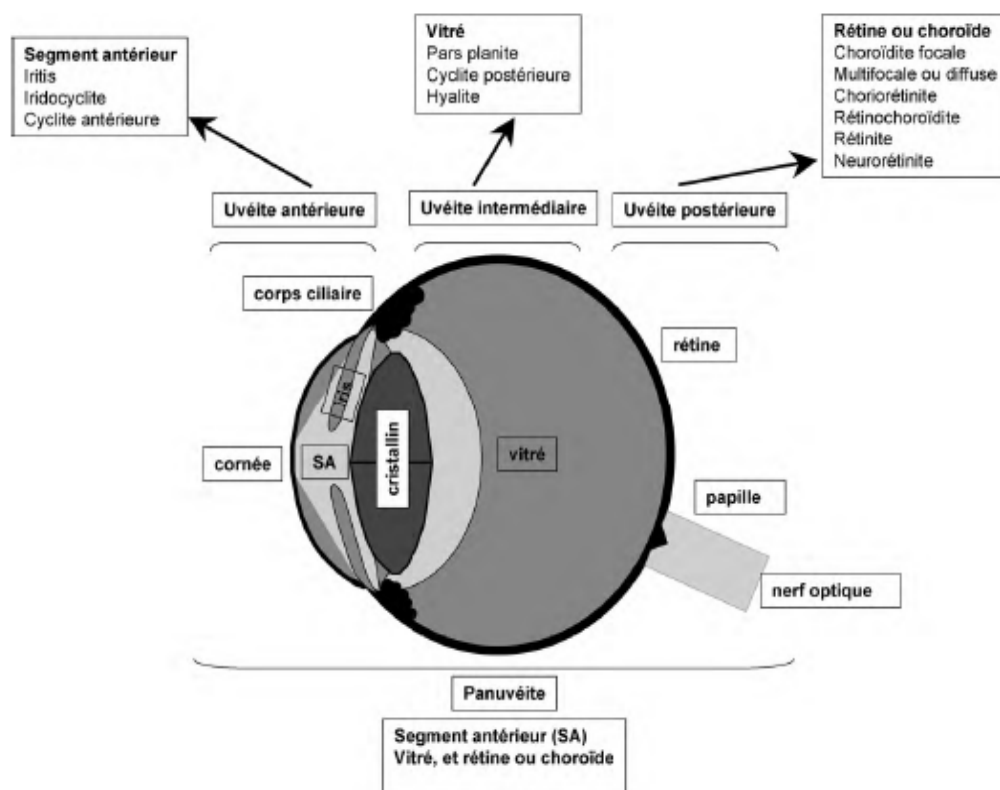 Segment antérieur
Iritis
Iridocyclite
Cyclite antérieure
Vitré
Pars planite
Cyclite postérieure
Hyalite
Rétine ou choroïde
Choroïdite focale
Multifocale ou diffuse
Choriorétinite
Rétinochoroïdite
Rétinite
Neurorétinite
Uvéite antérieure
Uvéite intermédiaire
Uvéite postérieure
corps ciliaire
rétine
iris
cornée
SA
cristallin
vitré
papille
nerf optique
Panuvéite
Segment antérieur (SA)
Vitré, et rétine ou choroïde